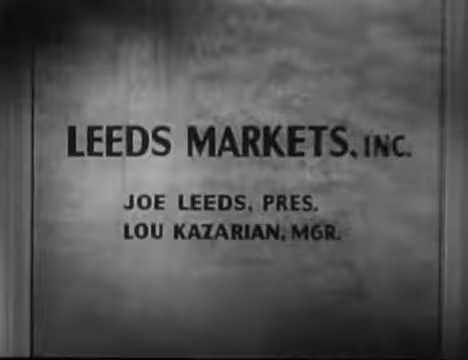 LEEDS MARKETS, INC.
JOE LEEDS, PRES.
LOU KAZARIAN, MGR.